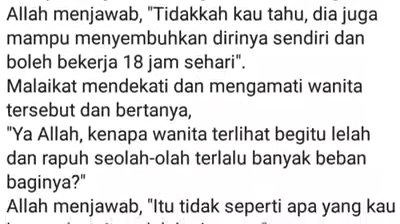 Allah menjawab, "Tidakkah kau tahu, dia juga
mampu menyembuhkan dirinya sendiri dan
boleh bekerja 18 jam sehari".
Malaikat mendekati dan mengamati wanita
tersebut dan bertanya,
"Ya Allah, kenapa wanita terlihat begitu lelah
dan rapuh seolah-olah terlalu banyak beban
baginya?"
Allah menjawab, "Itu tidak seperti apa yang kau